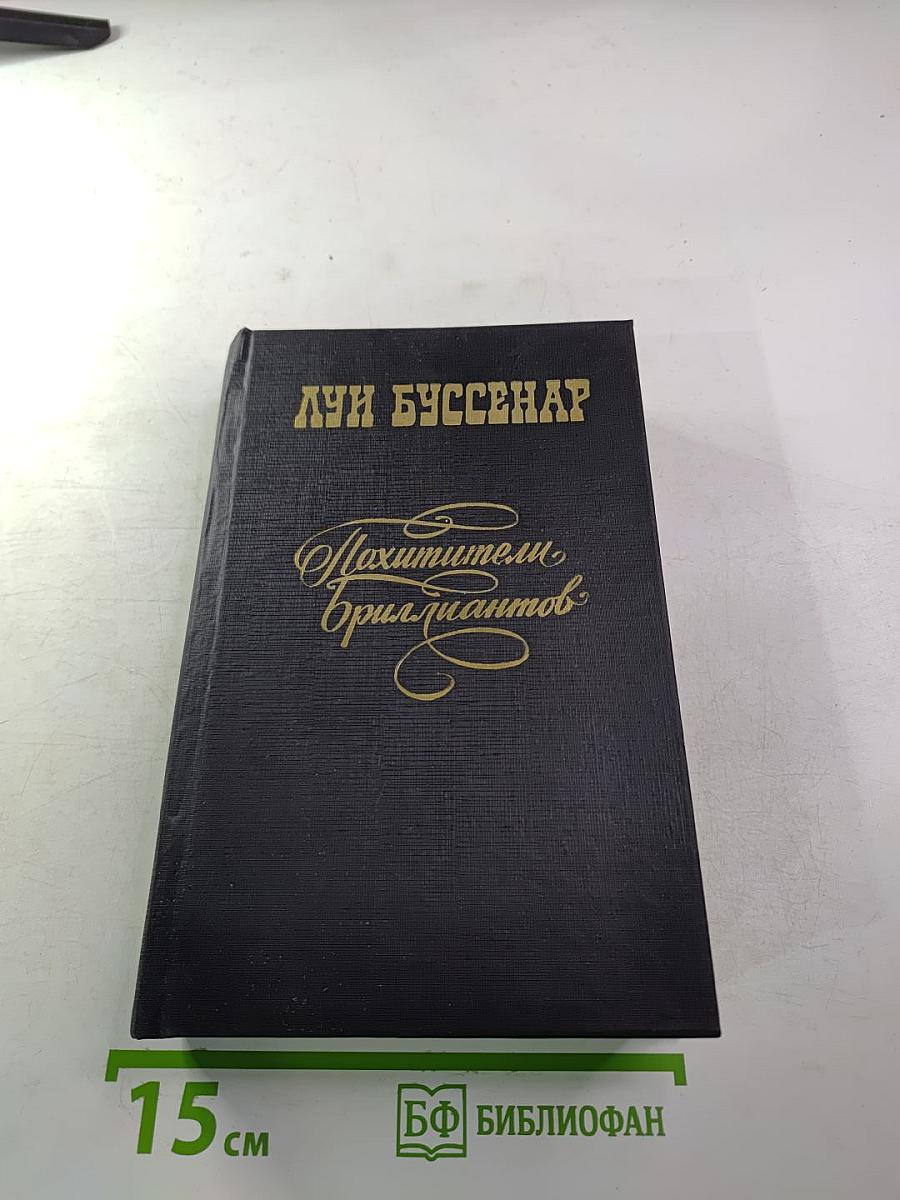 ЛУИ БУССЕНАР
Похитители
Бриллиантов
15 см
БФ БИБЛИОФАН